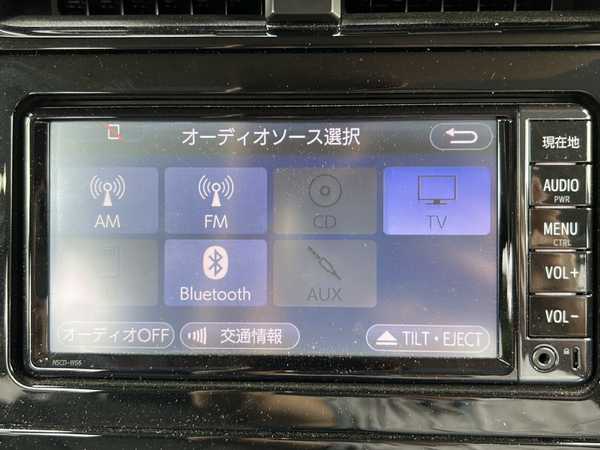 オーディオソース選択
AM
FM
CD
TV
Bluetooth
AUX
オーディオOFF
交通情報
TILT・EJECT
現在地
AUDIO
PWR
MENU
CTRL
VOL+
VOL-
NSCD-W66